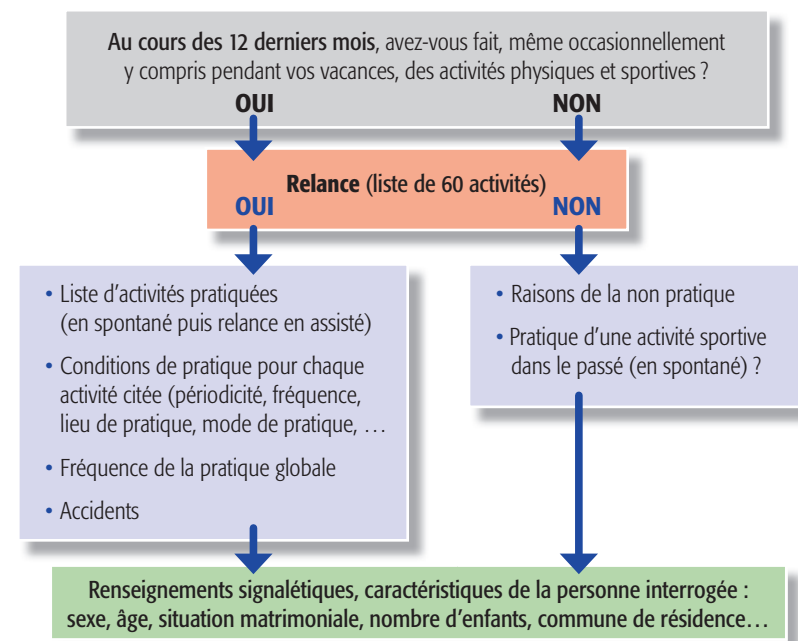 Au cours des 12 derniers mois, avez-vous fait, même occasionnellement
y compris pendant vos vacances, des activités physiques et sportives ?
OUI NON
Relance (liste de 60 activités)
OUI NON
• Liste d'activités pratiquées
(en spontané puis relance en assisté)
• Conditions de pratique pour chaque
activité citée (périodicité, fréquence,
lieu de pratique, mode de pratique, …
• Fréquence de la pratique globale
• Accidents
• Raisons de la non pratique
• Pratique d'une activité sportive
dans le passé (en spontané) ?
Renseignements signalétiques, caractéristiques de la personne interrogée :
sexe, âge, situation matrimoniale, nombre d'enfants, commune de résidence…